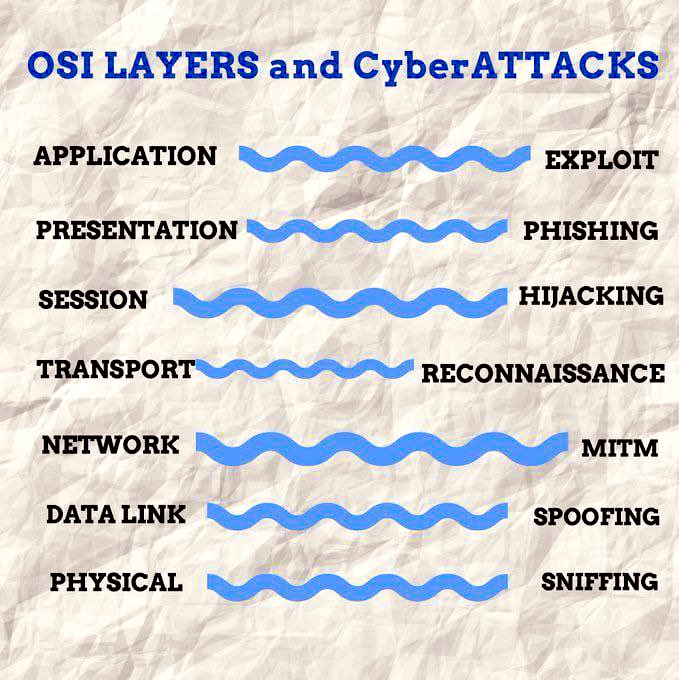 OSI LAYERS and CyberATTACKS
APPLICATION EXPLOIT
PRESENTATION PHISHING
SESSION HIJACKING
TRANSPORT RECONNAISSANCE
NETWORK MITM
DATA LINK SPOOFING
PHYSICAL SNIFFING